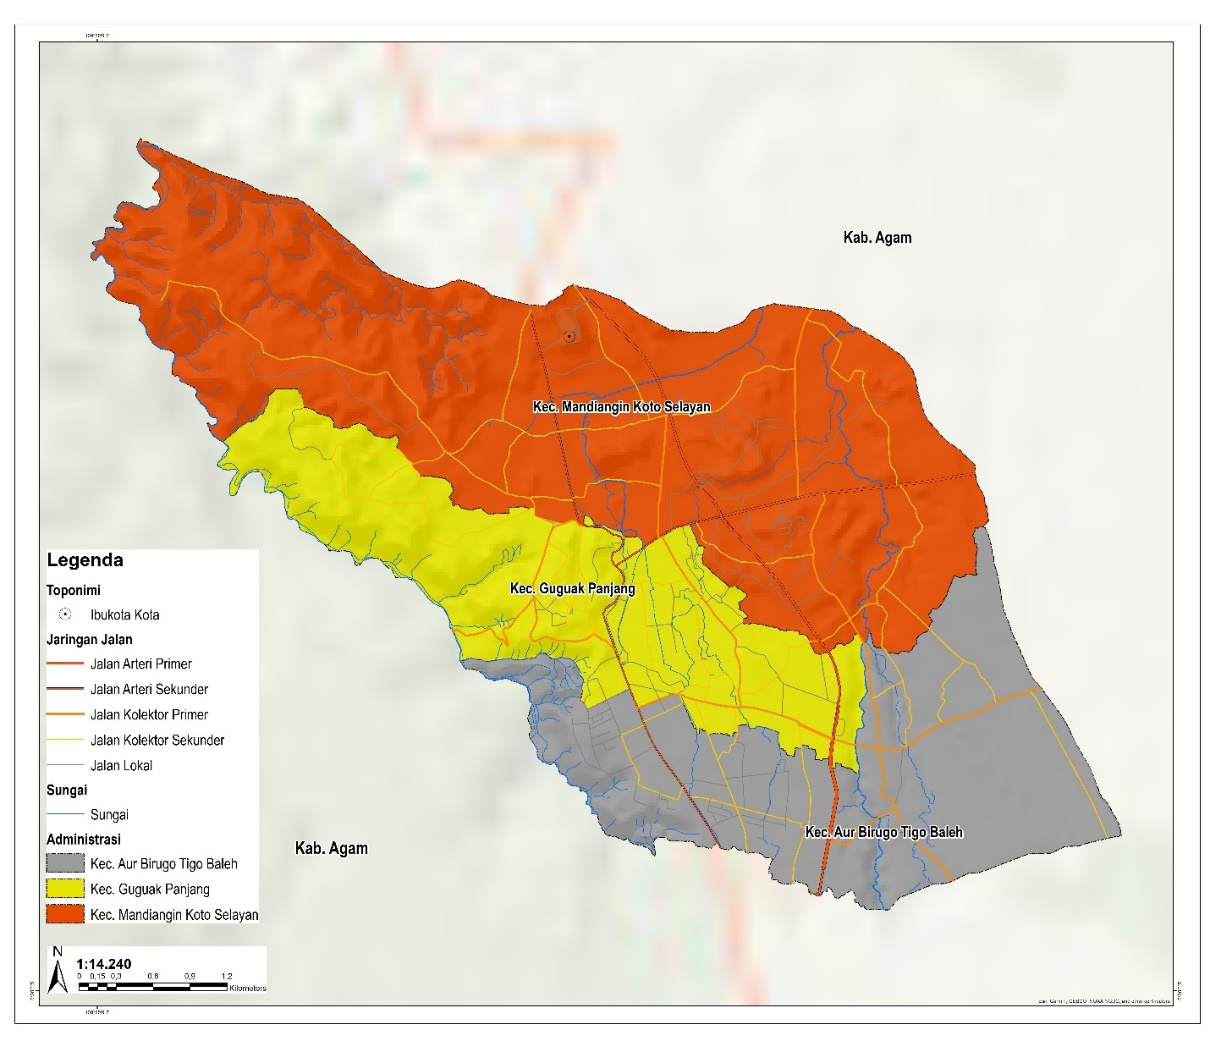 Kab. Agam
Kec. Mandiangin Koto Selayan
Kec. Guguak Panjang
Kec. Aur Birugo Tigo Baleh
Kab. Agam
Legenda
Toponimi
Ibukota Kota
Jaringan Jalan
Jalan Arteri Primer
Jalan Arteri Sekunder
Jalan Kolektor Primer
Jalan Kolektor Sekunder
Jalan Lokal
Sungai
Sungai
Administrasi
Kec. Aur Birugo Tigo Baleh
Kec. Guguak Panjang
Kec. Mandiangin Koto Selayan
N
1:14.240
0 0,15 0,3 0,6 0,9 1,2
Kilometers